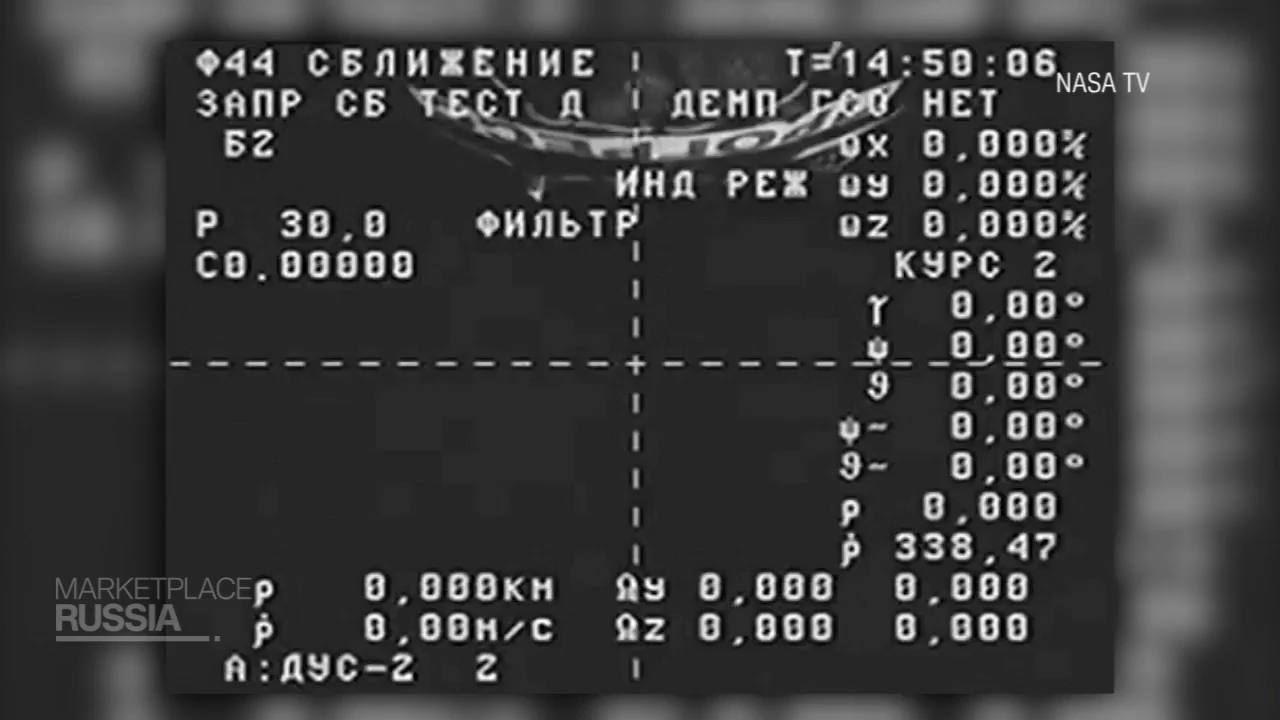 Ф44 СБЛИЖЕНИЕ T=14:50:06
NASA TV
ЗАПР СБ ТЕСТ Д ДЕМП ГСО НЕТ
Б2 ωX 0,000%
ИНД РЕЖ ωУ 0,000%
Р 30,0 ФИЛЬТР ωZ 0,000%
С0.00000 КУРС 2
γ 0,00°
ψ 0,00°
ϑ 0,00°
ψ~ 0,00°
ϑ~ 0,00°
ρ 0,000
ρ̇ 338,47
MARKETPLACE
RUSSIA
ρ 0,000КМ ΩУ 0,000 0,000
ρ̇ 0,00М/С ΩZ 0,000 0,000
А:ДУС-2 2